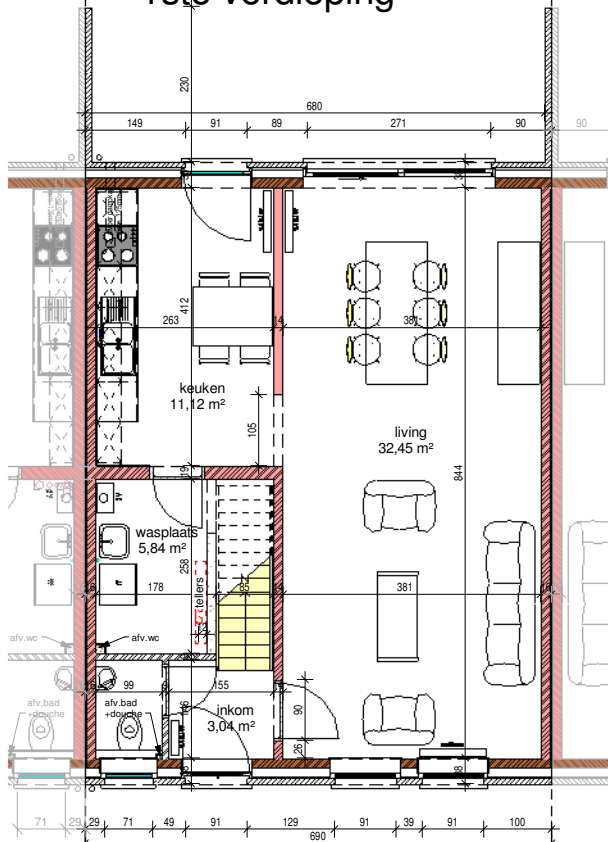 1ste verdieping
230
680
149 91 89 271 90 90
412
263 14 381
keuken
11,12 m²
105
living
32,45 m²
844
19
wasplaats
5,84 m²
258
178 85 381
tellers
afv.wc
afv.wc
99 155
afv.bad
+douche
afv.bad
+douche
146
inkom
3,04 m²
90
26
38
71 29 29 71 49 91 129 91 39 91 100
690